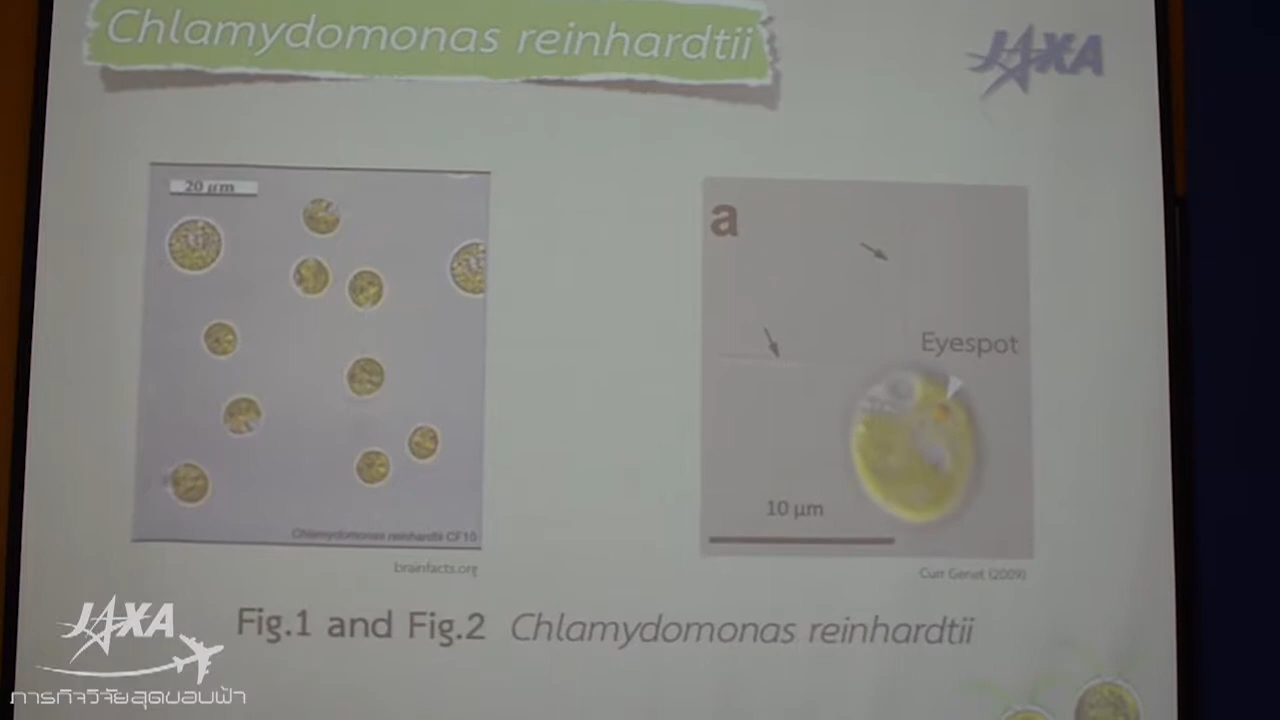 Chlamydomonas reinhardtii
JAXA
20 μm
a
Eyespot
10 μm
Chlamydomonas reinhardtii CF10
brainfacts.org
Curr Genet (2009)
Fig.1 and Fig.2 Chlamydomonas reinhardtii
JAXA
ภารกิจวิจัยสุดขอบฟ้า